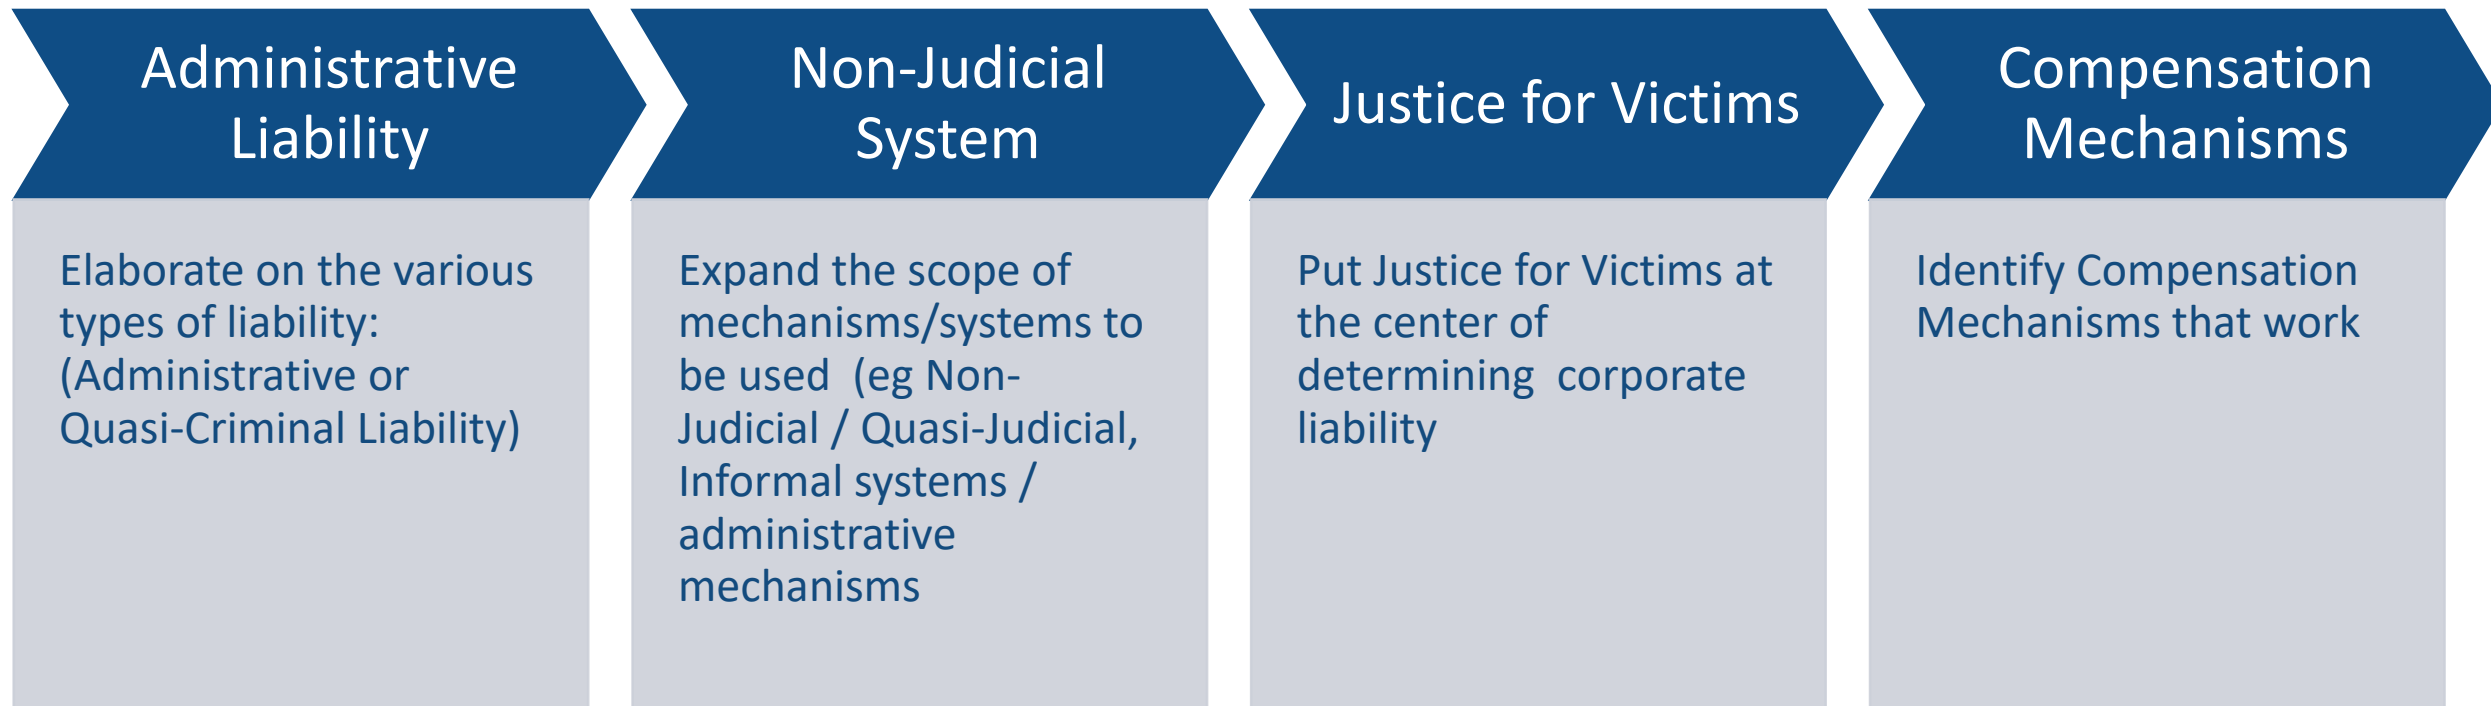 Administrative
Liability
Elaborate on the various
types of liability:
(Administrative or
Quasi-Criminal Liability)
Non-Judicial
System
Expand the scope of
mechanisms/systems to
be used  (eg Non-
Judicial / Quasi-Judicial,
Informal systems /
administrative
mechanisms
Justice for Victims
Put Justice for Victims at
the center of
determining  corporate
liability
Compensation
Mechanisms
Identify Compensation
Mechanisms that work